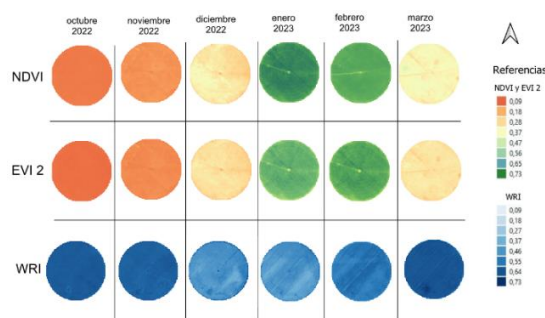 octubre 2022
noviembre 2022
diciembre 2022
enero 2023
febrero 2023
marzo 2023
NDVI
EVI 2
WRI
Referencias
NDVI y EVI 2
0,09
0,18
0,28
0,37
0,47
0,56
0,65
0,73
WRI
0,09
0,18
0,27
0,37
0,46
0,55
0,64
0,73